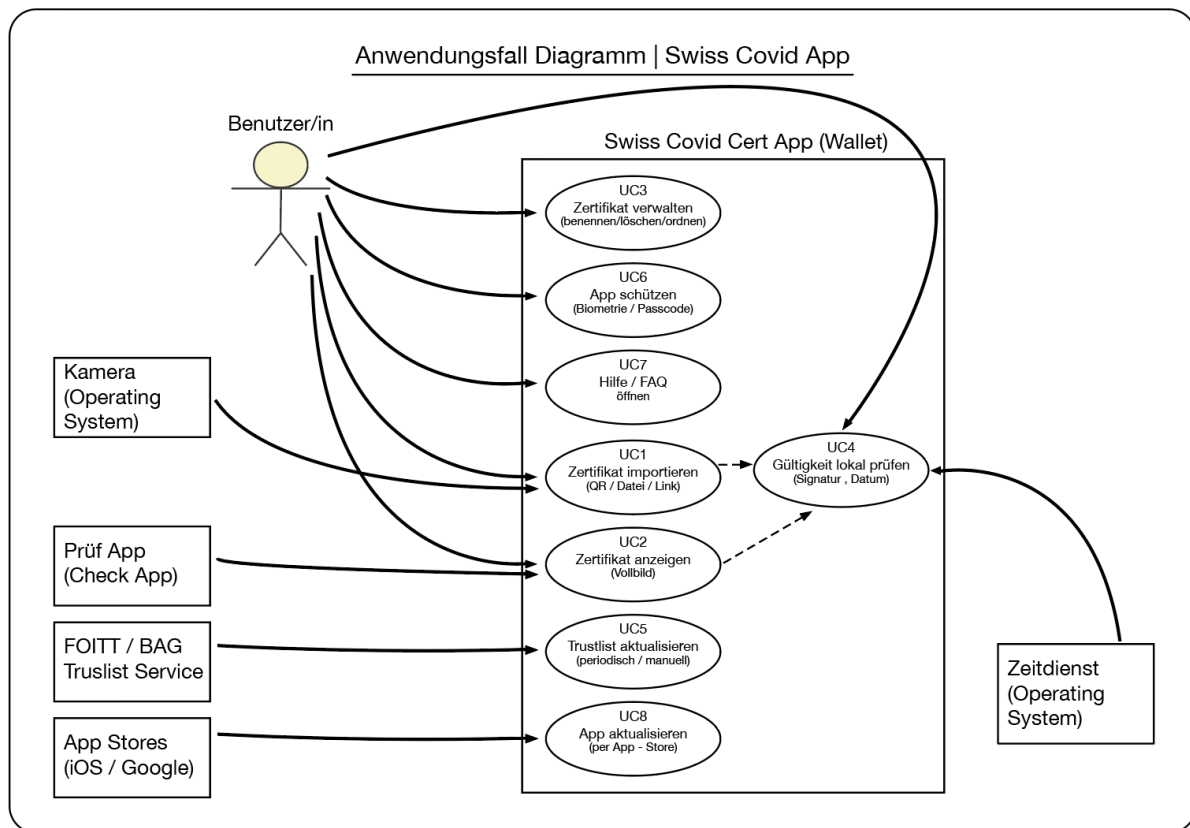 Anwendungsfall Diagramm | Swiss Covid App
Benutzer/in
Swiss Covid Cert App (Wallet)
UC3
Zertifikat verwalten
(benennen/löschen/ordnen)
UC6
App schützen
(Biometrie / Passcode)
UC7
Hilfe / FAQ
öffnen
Kamera
(Operating
System)
UC1
Zertifikat importieren
(QR / Datei / Link)
UC4
Gültigkeit lokal prüfen
(Signatur , Datum)
Prüf App
(Check App)
UC2
Zertifikat anzeigen
(Vollbild)
FOITT / BAG
Truslist Service
UC5
Trustlist aktualisieren
(periodisch / manuell)
Zeitdienst
(Operating
System)
App Stores
(iOS / Google)
UC8
App aktualisieren
(per App - Store)